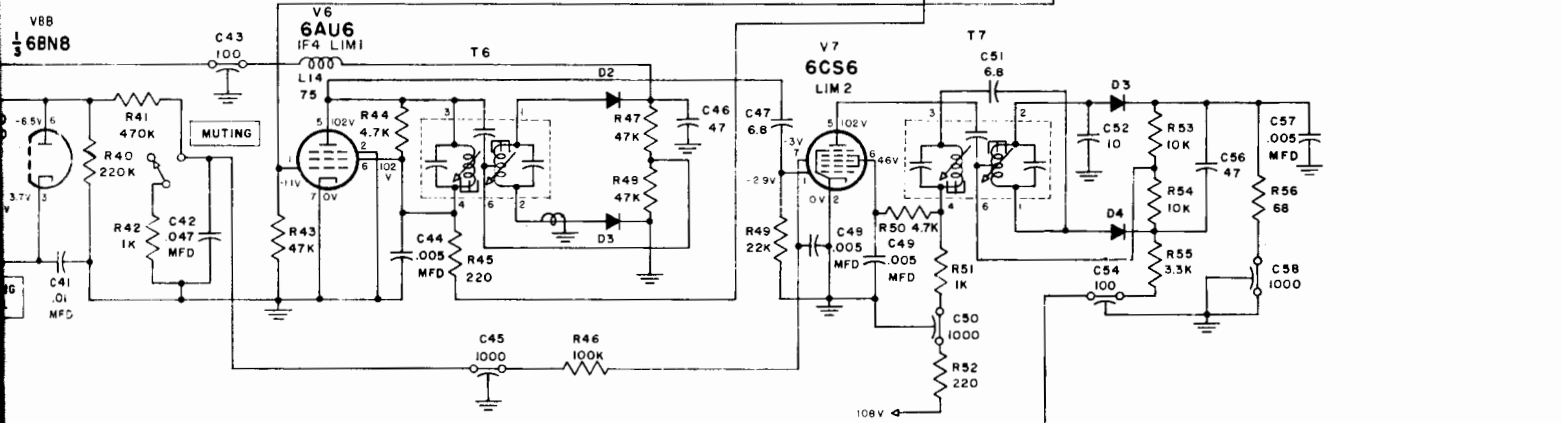 V8B
1/3 6BN8
C43
100
V6
6AU6
IF4 LIM1
L14
75
T6
D2
V7
6CS6
LIM 2
T7
C51
6.8
D3
-6.5V 6
R41
470K
MUTING
R40
220K
3.7V 3
V
R42
1K
C42
.047
MFD
C41
.01
MFD
5 102V
R44
4.7K
1
-1.1V
2
6
102
V
7 0V
R43
47K
3
1
4
6
2
C44
.005
MFD
R45
220
D3
R47
47K
R49
47K
C46
47
C47
6.8
-3V
7
-2.9V
1
5 102V
6 46V
0V 2
R49
22K
C48
.005
MFD
R50 4.7K
C49
.005
MFD
3
2
4
6
1
R51
1K
C50
1000
R52
220
108V
C52
10
D4
R53
10K
R54
10K
R55
3.3K
C54
100
C56
47
C57
.005
MFD
R56
68
C58
1000
C45
1000
R46
100K